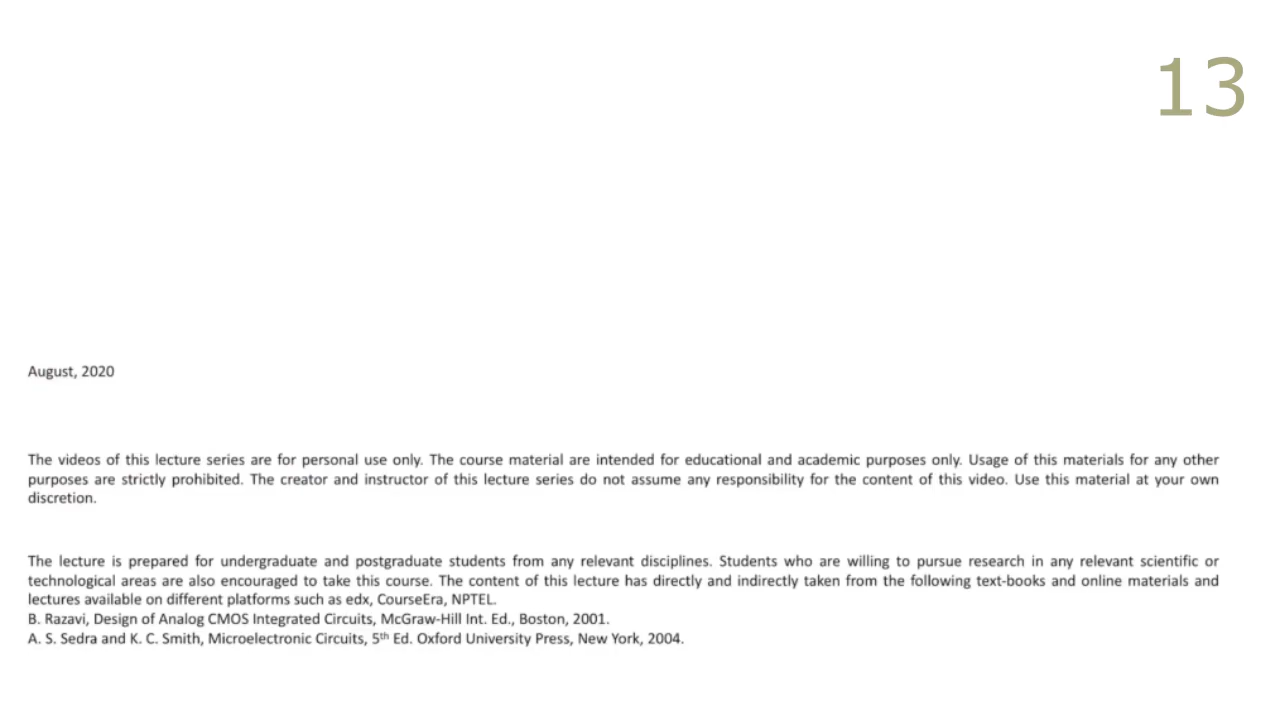 13
August, 2020
The videos of this lecture series are for personal use only. The course material are intended for educational and academic purposes only. Usage of this materials for any other
purposes are strictly prohibited. The creator and instructor of this lecture series do not assume any responsibility for the content of this video. Use this material at your own
discretion.
The lecture is prepared for undergraduate and postgraduate students from any relevant disciplines. Students who are willing to pursue research in any relevant scientific or
technological areas are also encouraged to take this course. The content of this lecture has directly and indirectly taken from the following text-books and online materials and
lectures available on different platforms such as edx, CourseEra, NPTEL.
B. Razavi, Design of Analog CMOS Integrated Circuits, McGraw-Hill Int. Ed., Boston, 2001.
A. S. Sedra and K. C. Smith, Microelectronic Circuits, 5th Ed. Oxford University Press, New York, 2004.